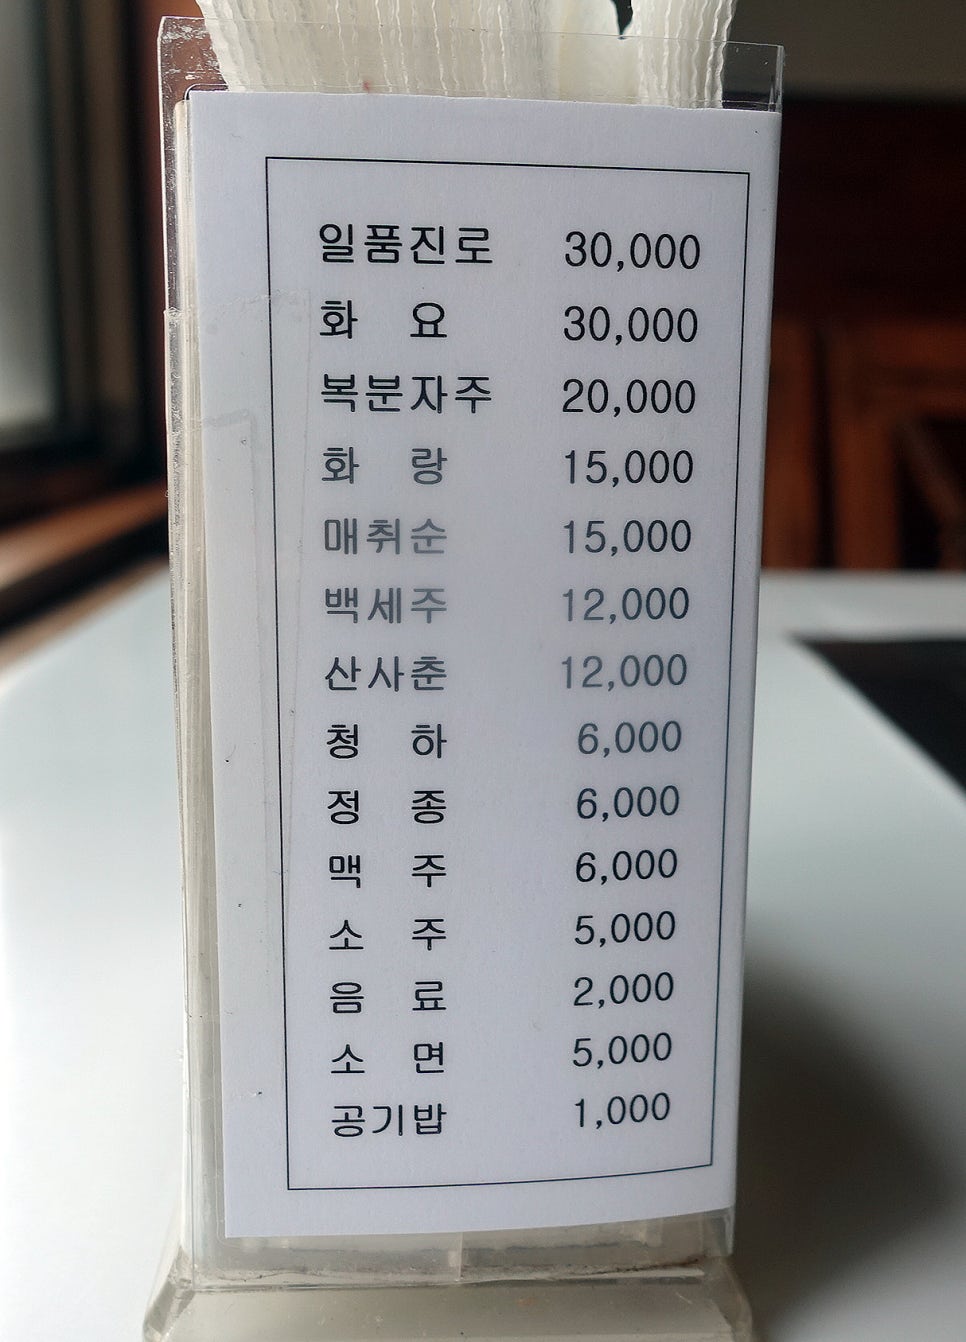 일품진로 30,000
화 요 30,000
복분자주 20,000
화 랑 15,000
매취순 15,000
백세주 12,000
산사춘 12,000
청 하 6,000
정 종 6,000
맥 주 6,000
소 주 5,000
음 료 2,000
소 면 5,000
공기밥 1,000